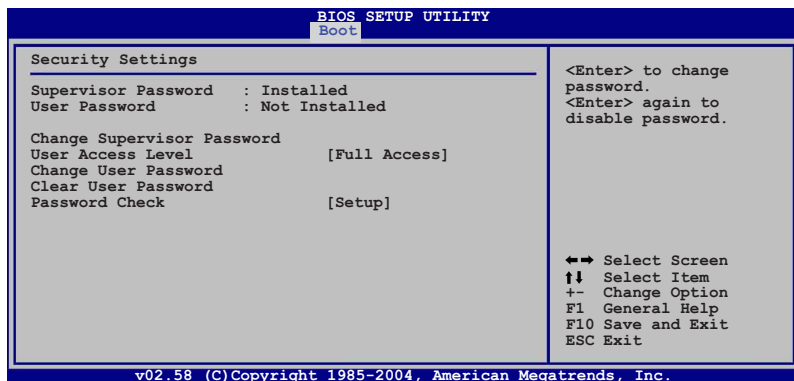 BIOS SETUP UTILITY
Boot
Security Settings
Supervisor Password : Installed
User Password : Not Installed
Change Supervisor Password
User Access Level [Full Access]
Change User Password
Clear User Password
Password Check [Setup]
<Enter> to change
password.
<Enter> again to
disable password.
←→ Select Screen
↑↓ Select Item
+- Change Option
F1 General Help
F10 Save and Exit
ESC Exit
v02.58 (C)Copyright 1985-2004, American Megatrends, Inc.